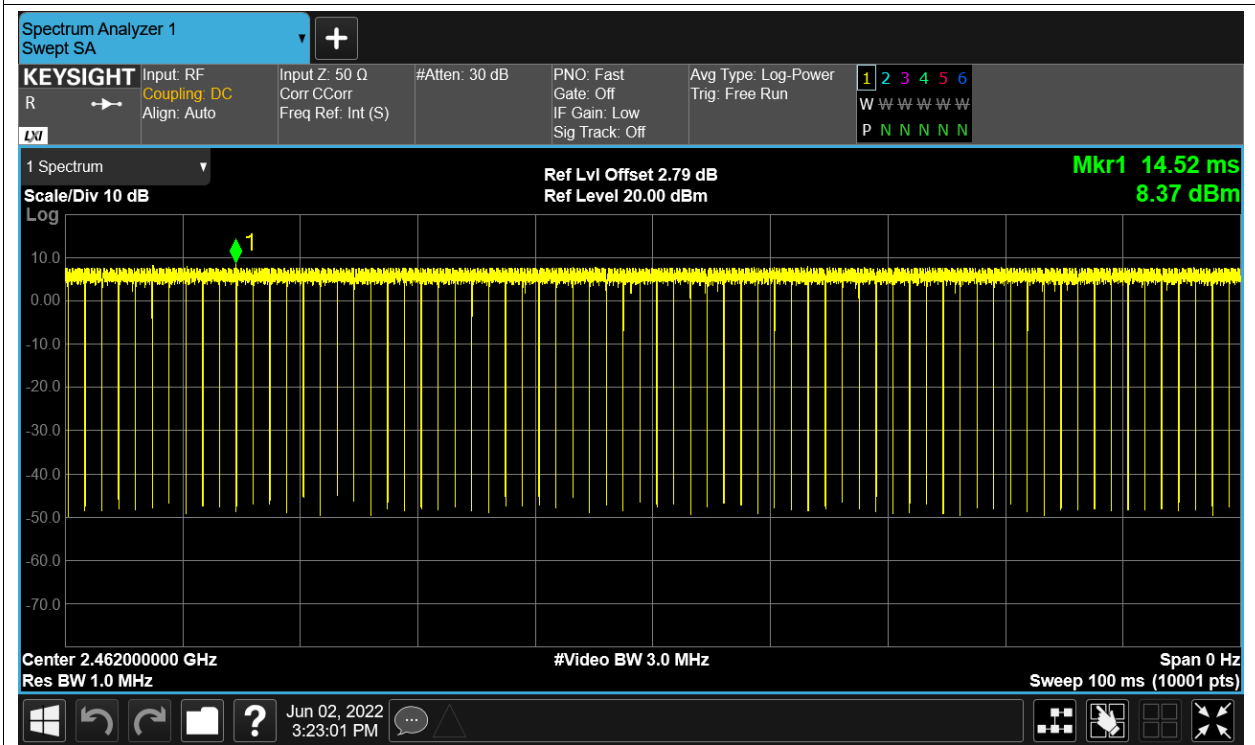 Spectrum Analyzer 1
Swept SA
+
KEYSIGHT Input: RF Input Z: 50 Ω #Atten: 30 dB PNO: Fast Avg Type: Log-Power 1 2 3 4 5 6
R Coupling: DC Corr CCorr Gate: Off Trig: Free Run W W W W W W
Align: Auto Freq Ref: Int (S) IF Gain: Low
LXI Sig Track: Off P N N N N N
1 Spectrum Ref Lvl Offset 2.79 dB Mkr1 14.52 ms
Scale/Div 10 dB Ref Level 20.00 dBm 8.37 dBm
Log
1
10.0
0.00
-10.0
-20.0
-30.0
-40.0
-50.0
-60.0
-70.0
Center 2.462000000 GHz #Video BW 3.0 MHz Span 0 Hz
Res BW 1.0 MHz Sweep 100 ms (10001 pts)
? Jun 02, 2022
3:23:01 PM